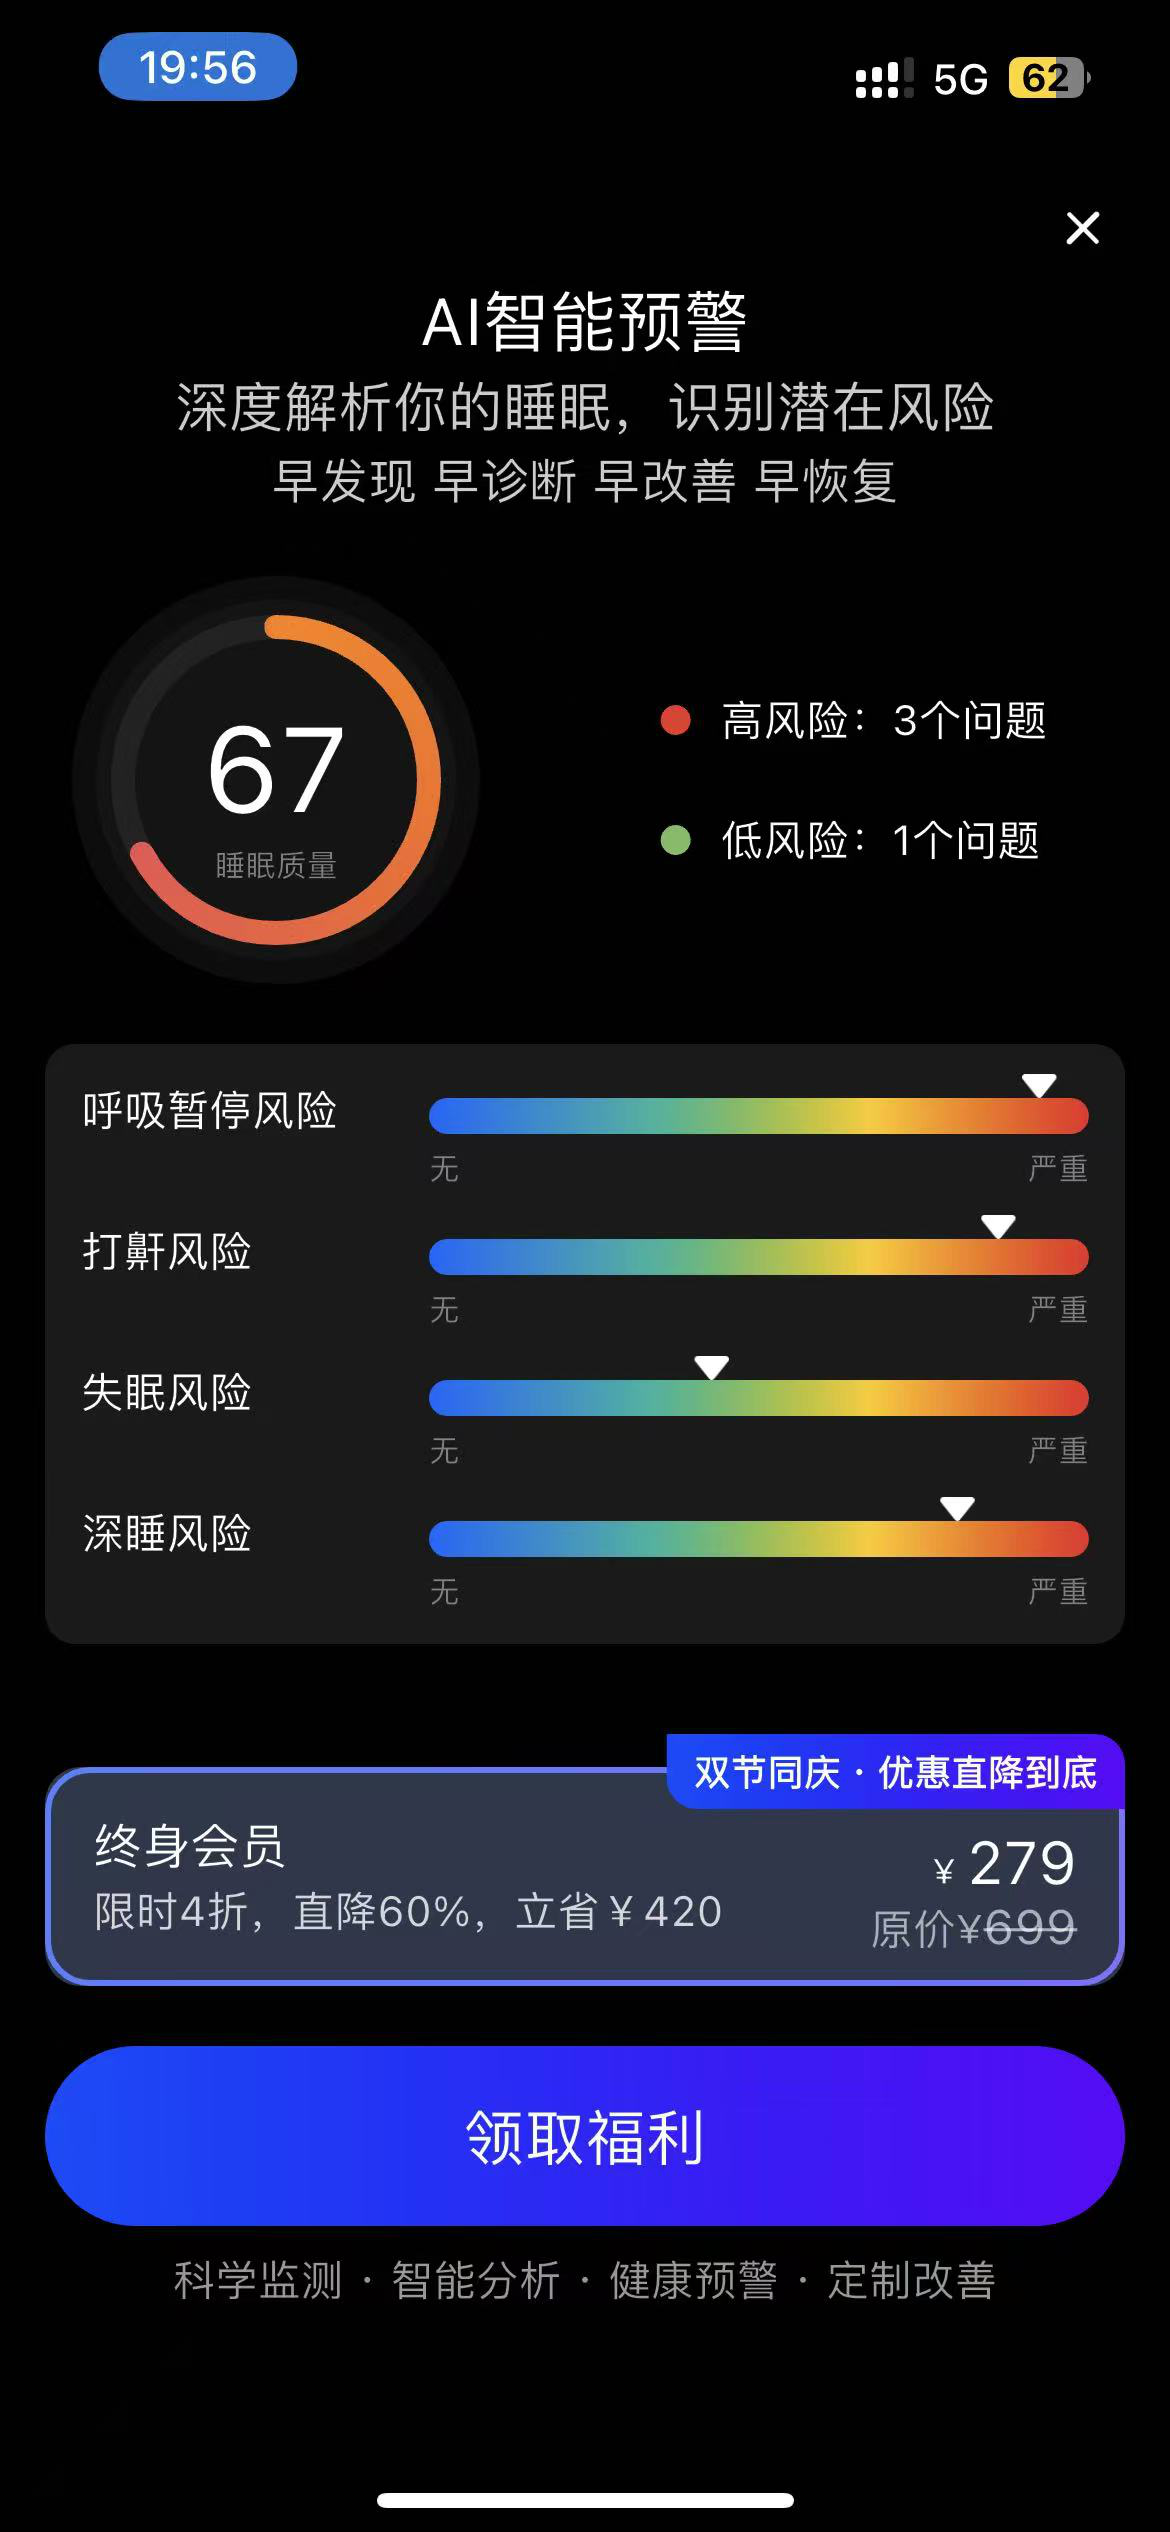 19:56
5G 62
AI智能预警
深度解析你的睡眠，识别潜在风险
早发现 早诊断 早改善 早恢复
67
睡眠质量
高风险：3个问题
低风险：1个问题
呼吸暂停风险
无 严重
打鼾风险
无 严重
失眠风险
无 严重
深睡风险
无 严重
双节同庆·优惠直降到底
终身会员
¥ 279
限时4折，直降60%，立省¥420
原价¥699
领取福利
科学监测 · 智能分析 · 健康预警 · 定制改善